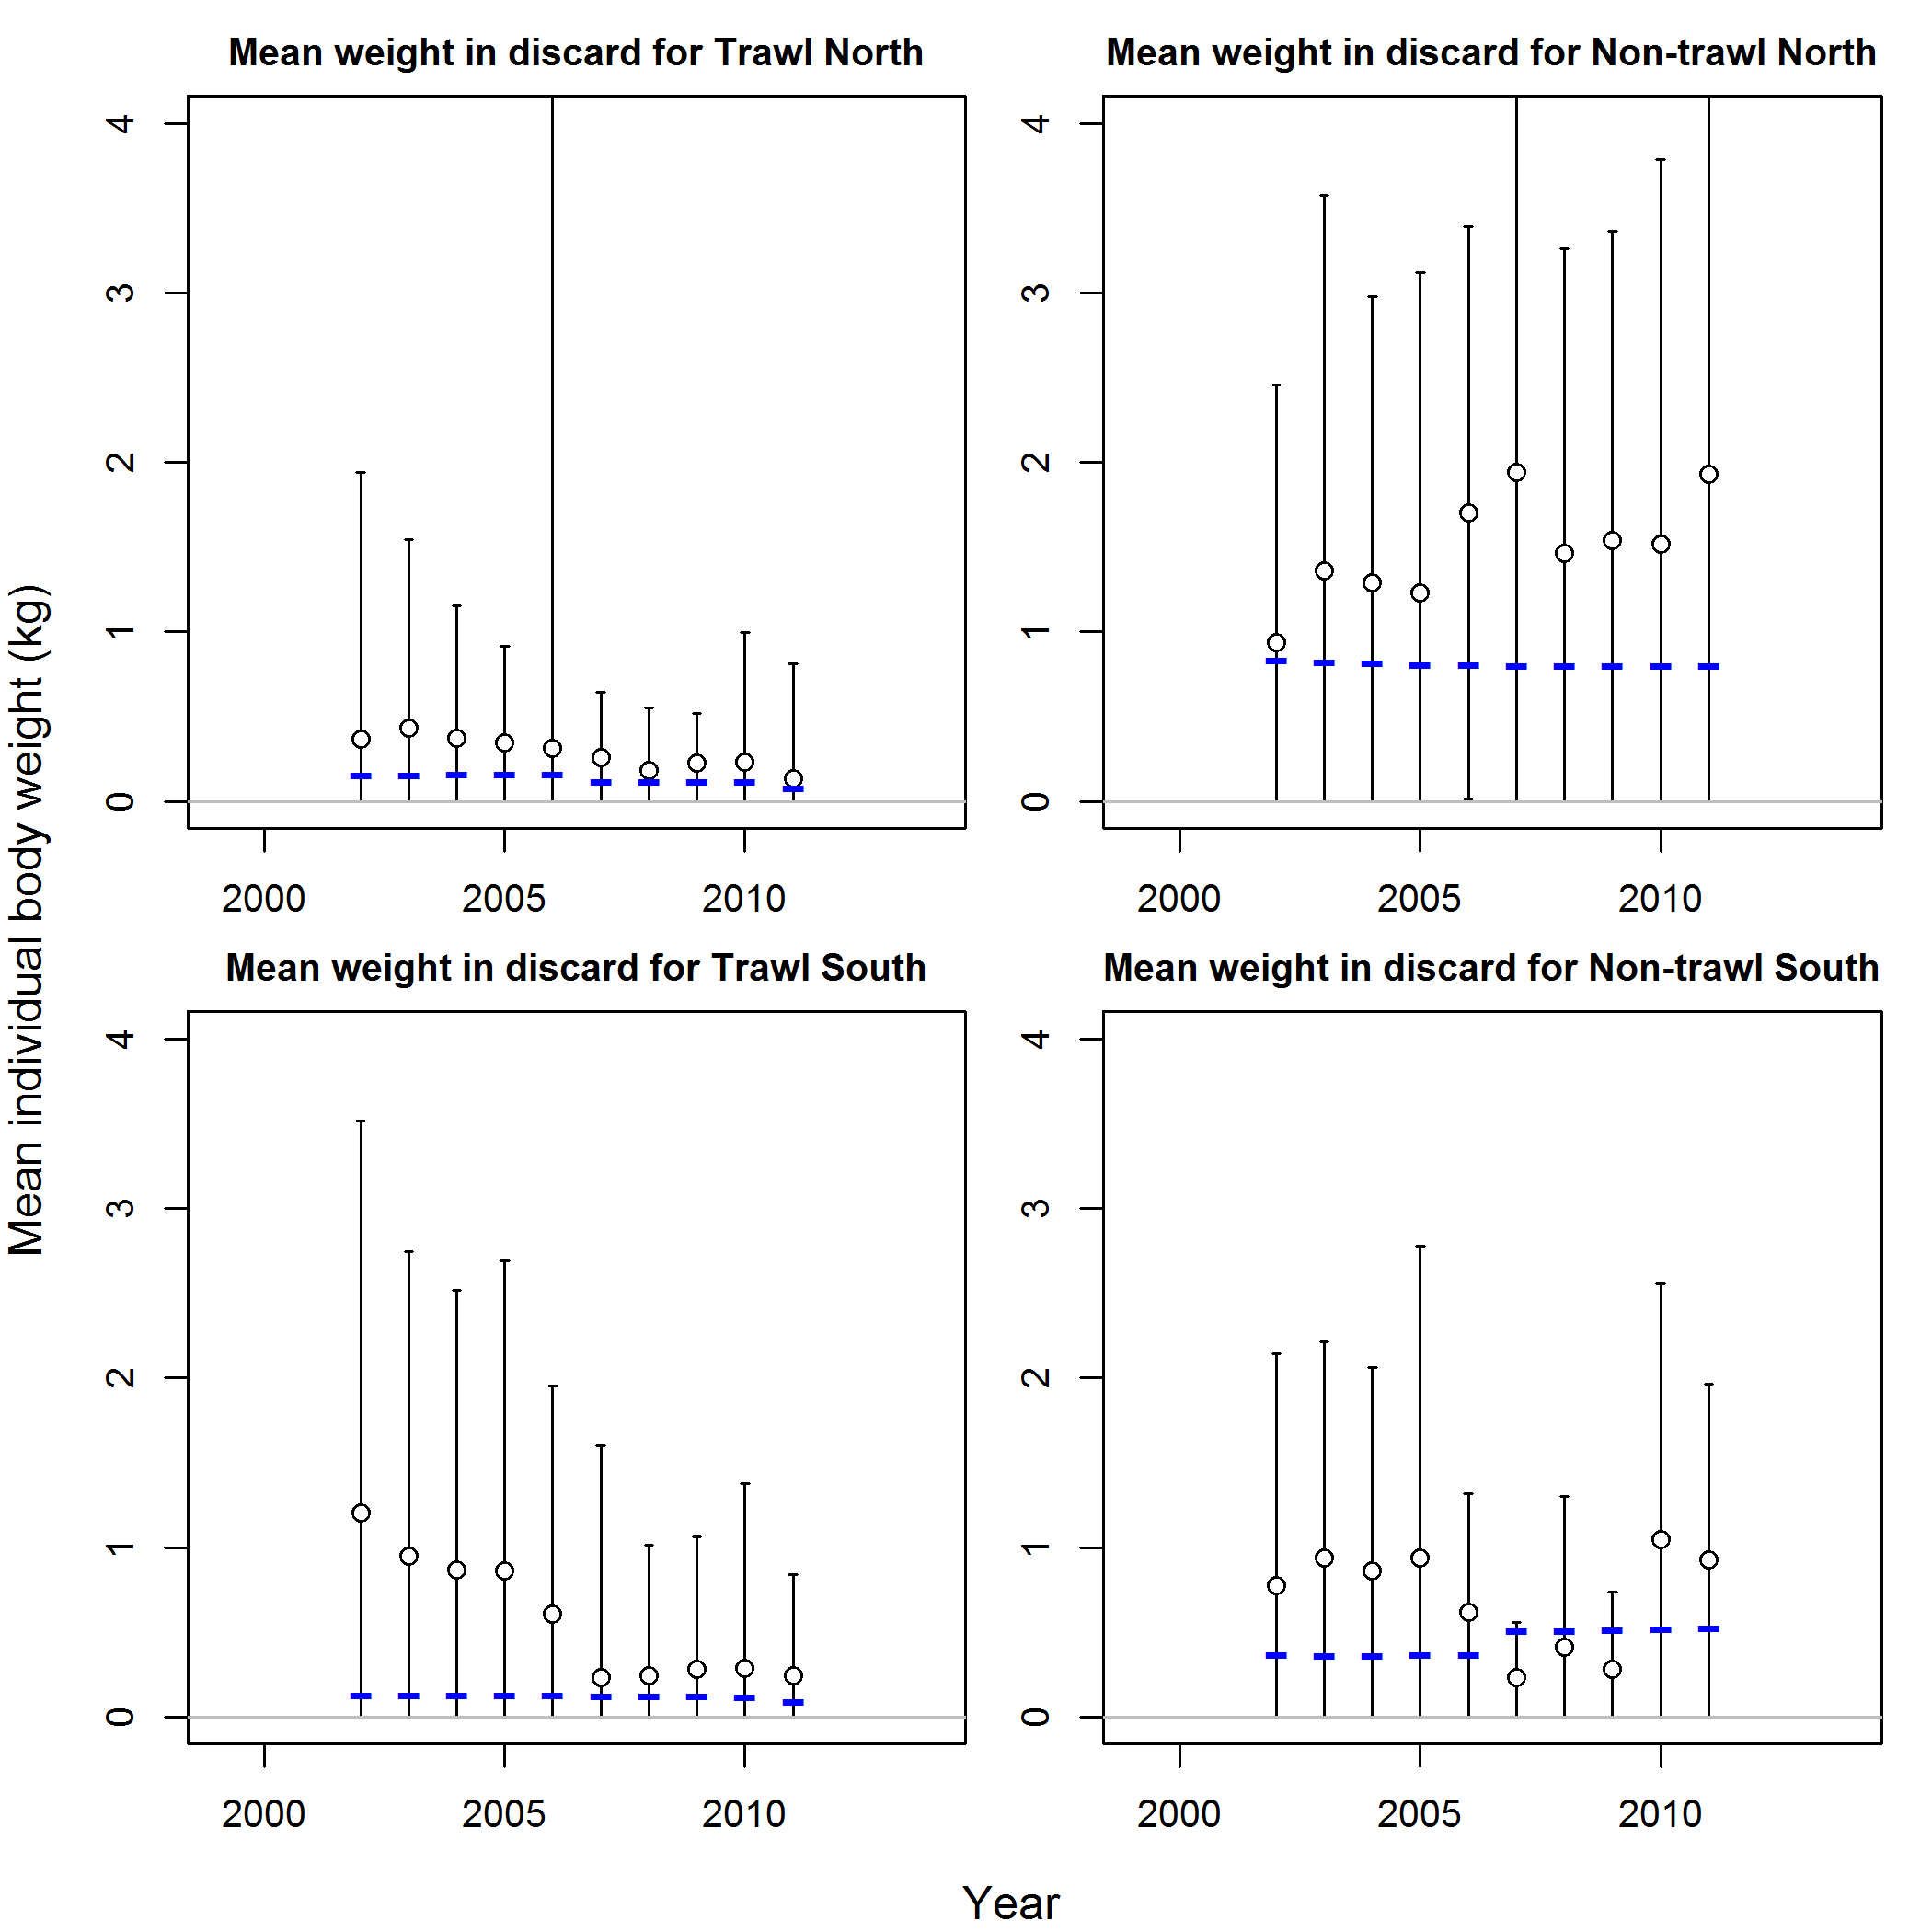 Mean weight in discard for Trawl North
4
3
2
1
0
2000 2005 2010
Mean weight in discard for Non-trawl North
4
3
2
1
0
2000 2005 2010
Mean weight in discard for Trawl South
4
3
2
1
0
2000 2005 2010
Mean weight in discard for Non-trawl South
4
3
2
1
0
2000 2005 2010
Mean individual body weight (kg)
Year